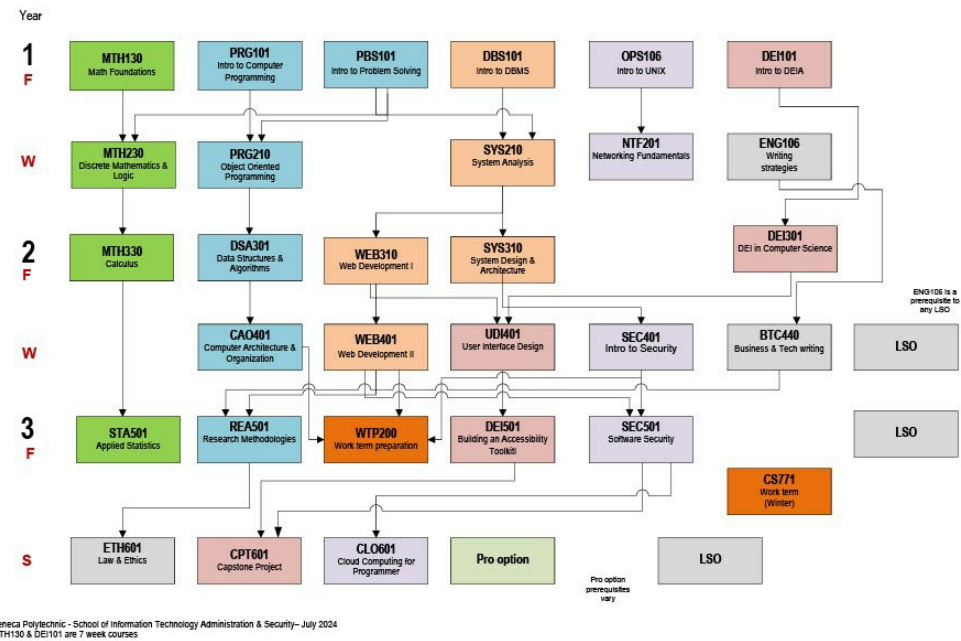 Year
1
F
MTH130
Math Foundations
PRG101
Intro to Computer
Programming
PBS101
Intro to Problem Solving
DBS101
Intro to DBMS
OPS106
Intro to UNIX
DEI101
Intro to DEIA
W
MTH230
Discrete Mathematics &
Logic
PRG210
Object Oriented
Programming
SYS210
System Analysis
NTF201
Networking Fundamentals
ENG106
Writing
strategies
2
F
MTH330
Calculus
DSA301
Data Structures &
Algorithms
WEB310
Web Development I
SYS310
System Design &
Architecture
DEI301
DEI in Computer Science
ENG106 is a
prerequisite to
any LSO
W
CAO401
Computer Architecture &
Organization
WEB401
Web Development II
UDI401
User Interface Design
SEC401
Intro to Security
BTC440
Business & Tech writing
LSO
3
F
STA501
Applied Statistics
REA501
Research Methodologies
WTP200
Work term preparation
DEI501
Building an Accessibility
Toolkiti
SEC501
Software Security
LSO
CS771
Work term
(Winter)
S
ETH601
Law & Ethics
CPT601
Capstone Project
CLO601
Cloud Computing for
Programmer
Pro option
Pro option
prerequisites
vary
LSO
eneca Polytechnic - School of Information Technology Administration & Security– July 2024
TH130 & DEI101 are 7 week courses